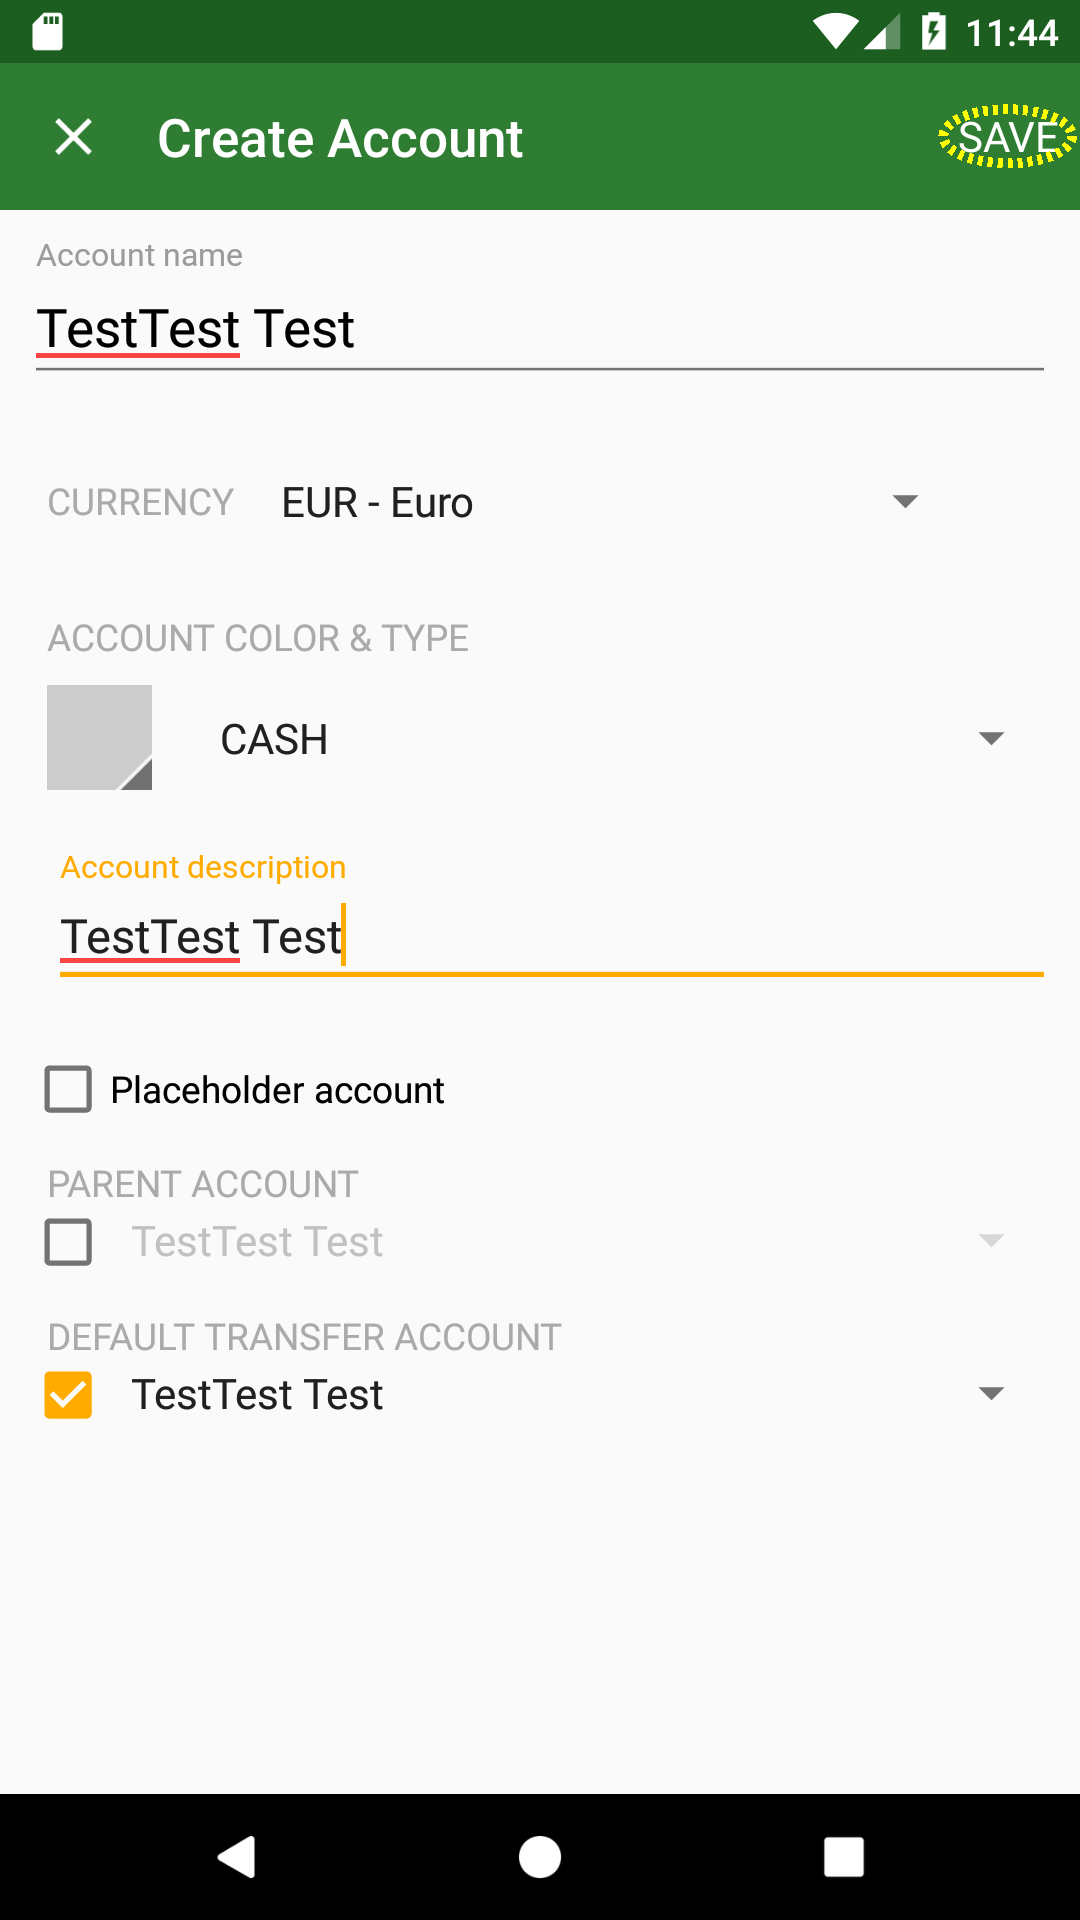 11:44
Create Account
SAVE
Account name
TestTest Test
CURRENCY EUR - Euro
ACCOUNT COLOR & TYPE
CASH
Account description
TestTest Test
Placeholder account
PARENT ACCOUNT
TestTest Test
DEFAULT TRANSFER ACCOUNT
TestTest Test